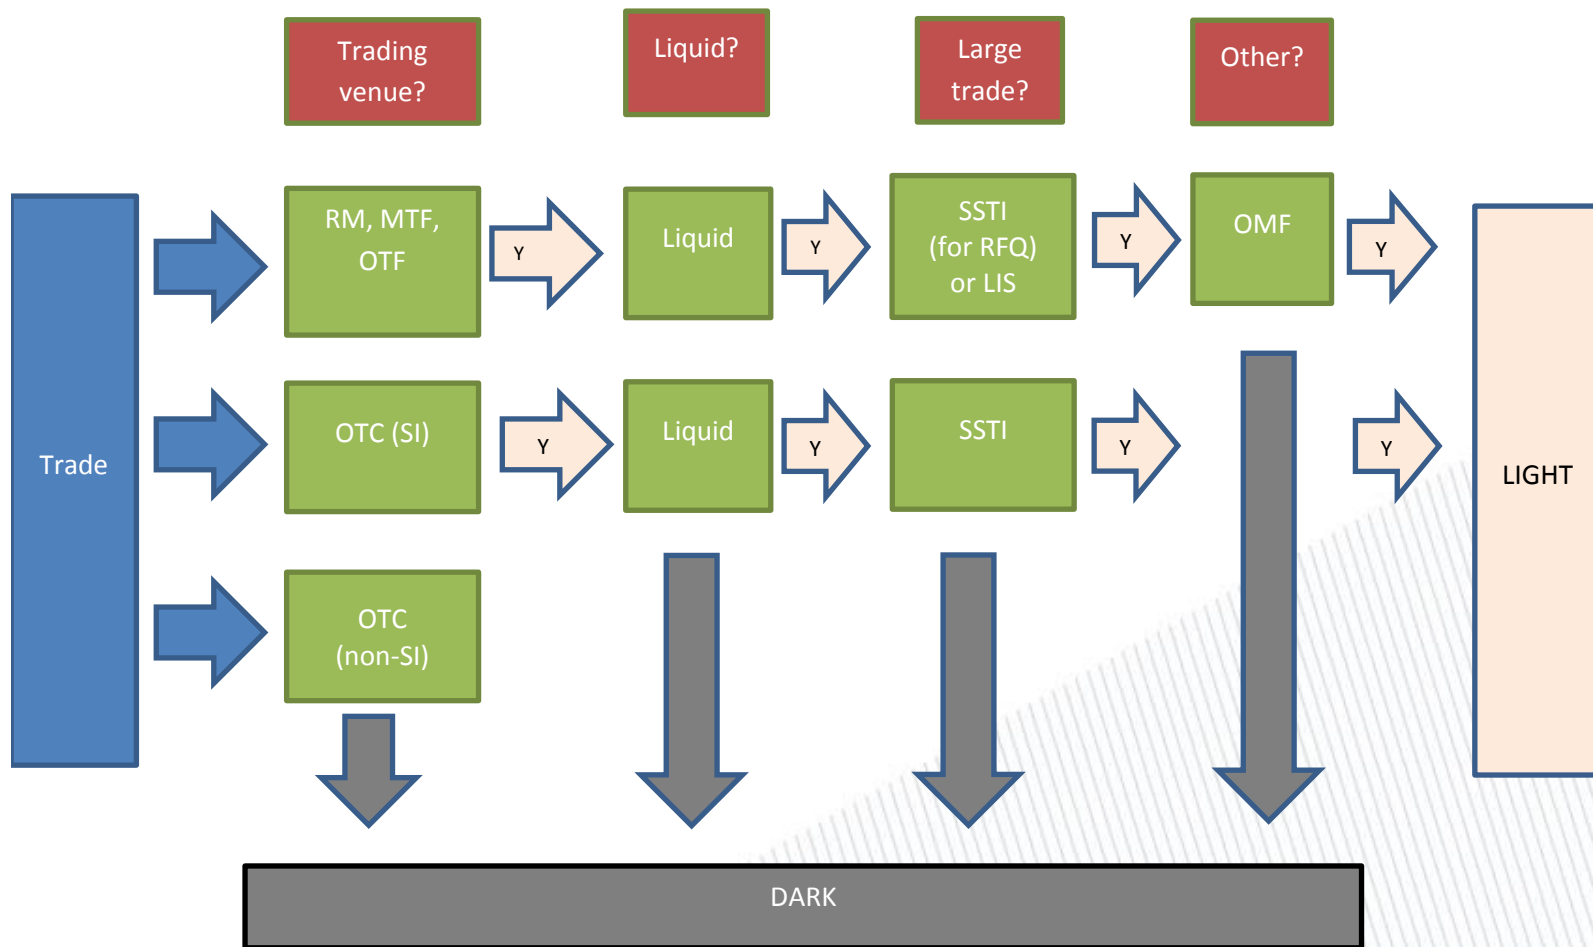 Trading
venue?
Liquid?
Large
trade?
Other?
RM, MTF,
OTF
Y
Liquid
Y
SSTI
(for RFQ)
or LIS
Y
OMF
Y
Trade
OTC (SI)
Y
Liquid
Y
SSTI
Y
Y
LIGHT
OTC
(non-SI)
DARK